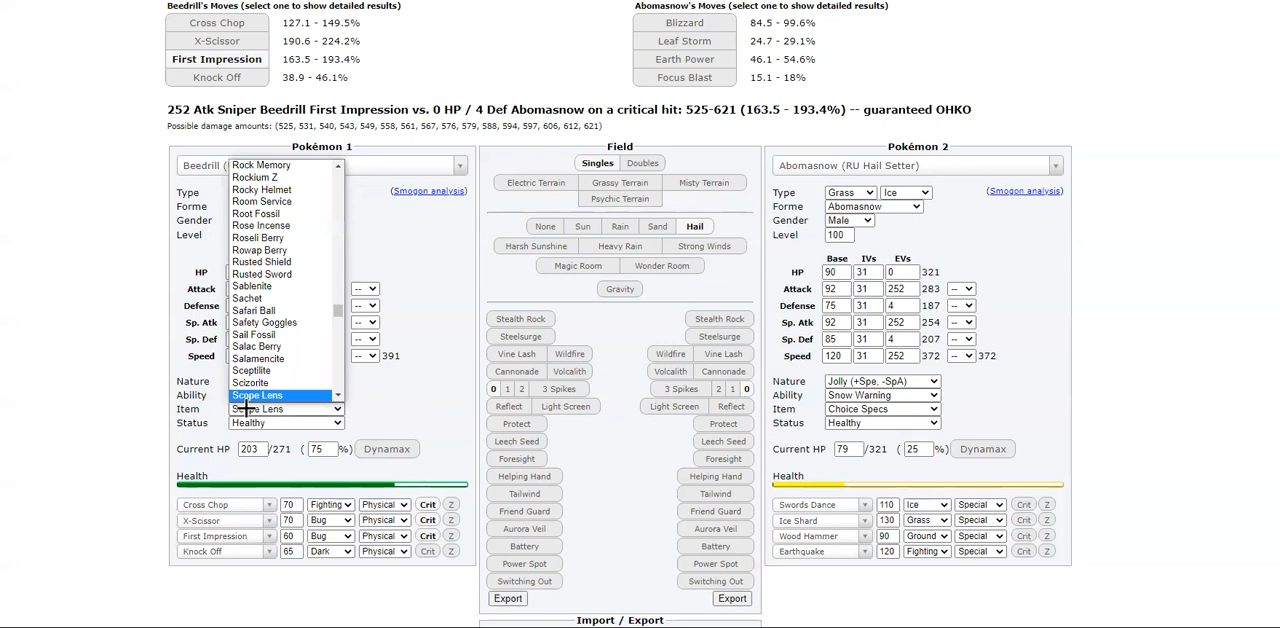 Beedrill's Moves (select one to show detailed results)
Abomasnow's Moves (select one to show detailed results)
Cross Chop 127.1 - 149.5%
Blizzard 84.5 - 99.6%
X-Scissor 190.6 - 224.2%
Leaf Storm 24.7 - 29.1%
First Impression 163.5 - 193.4%
Earth Power 46.1 - 54.6%
Knock Off 38.9 - 46.1%
Focus Blast 15.1 - 18%
252 Atk Sniper Beedrill First Impression vs. 0 HP / 4 Def Abomasnow on a critical hit: 525-621 (163.5 - 193.4%) -- guaranteed OHKO
Possible damage amounts: (525, 531, 540, 543, 549, 558, 561, 567, 576, 579, 588, 594, 597, 606, 612, 621)
Pokémon 1
Beedrill (
(Smogon analysis)
Type
Forme
Gender
Level
HP
Attack --
Defense --
Sp. Atk --
Sp. Def --
Speed -- 391
Nature
Ability
Item Scope Lens
Status Healthy
Rock Memory
Rockium Z
Rocky Helmet
Room Service
Root Fossil
Rose Incense
Roseli Berry
Rowap Berry
Rusted Shield
Rusted Sword
Sablenite
Sachet
Safari Ball
Safety Goggles
Sail Fossil
Salac Berry
Salamencite
Sceptilite
Scizorite
Scope Lens
Current HP 203 /271 ( 75 %) Dynamax
Health
Cross Chop 70 Fighting Physical Crit Z
X-Scissor 70 Bug Physical Crit Z
First Impression 60 Bug Physical Crit Z
Knock Off 65 Dark Physical Crit Z
Field
Singles Doubles
Electric Terrain Grassy Terrain Misty Terrain
Psychic Terrain
None Sun Rain Sand Hail
Harsh Sunshine Heavy Rain Strong Winds
Magic Room Wonder Room
Gravity
Stealth Rock Stealth Rock
Steelsurge Steelsurge
Vine Lash Wildfire Wildfire Vine Lash
Cannonade Volcalith Volcalith Cannonade
0 1 2 3 Spikes 3 Spikes 2 1 0
Reflect Light Screen Light Screen Reflect
Protect Protect
Leech Seed Leech Seed
Foresight Foresight
Helping Hand Helping Hand
Tailwind Tailwind
Friend Guard Friend Guard
Aurora Veil Aurora Veil
Battery Battery
Power Spot Power Spot
Switching Out Switching Out
Export Export
Import / Export
Pokémon 2
Abomasnow (RU Hail Setter)
Type Grass Ice (Smogon analysis)
Forme Abomasnow
Gender Male
Level 100
Base IVs EVs
HP 90 31 0 321
Attack 92 31 252 283 --
Defense 75 31 4 187 --
Sp. Atk 92 31 252 254 --
Sp. Def 85 31 4 207 --
Speed 120 31 252 372 -- 372
Nature Jolly (+Spe, -SpA)
Ability Snow Warning
Item Choice Specs
Status Healthy
Current HP 79 /321 ( 25 %) Dynamax
Health
Swords Dance 110 Ice Special Crit Z
Ice Shard 130 Grass Special Crit Z
Wood Hammer 90 Ground Special Crit Z
Earthquake 120 Fighting Special Crit Z